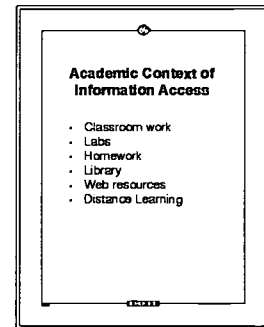 Academic Context of
Information Access
• Classroom work
• Labs
• Homework
• Library
• Web resources
• Distance Learning